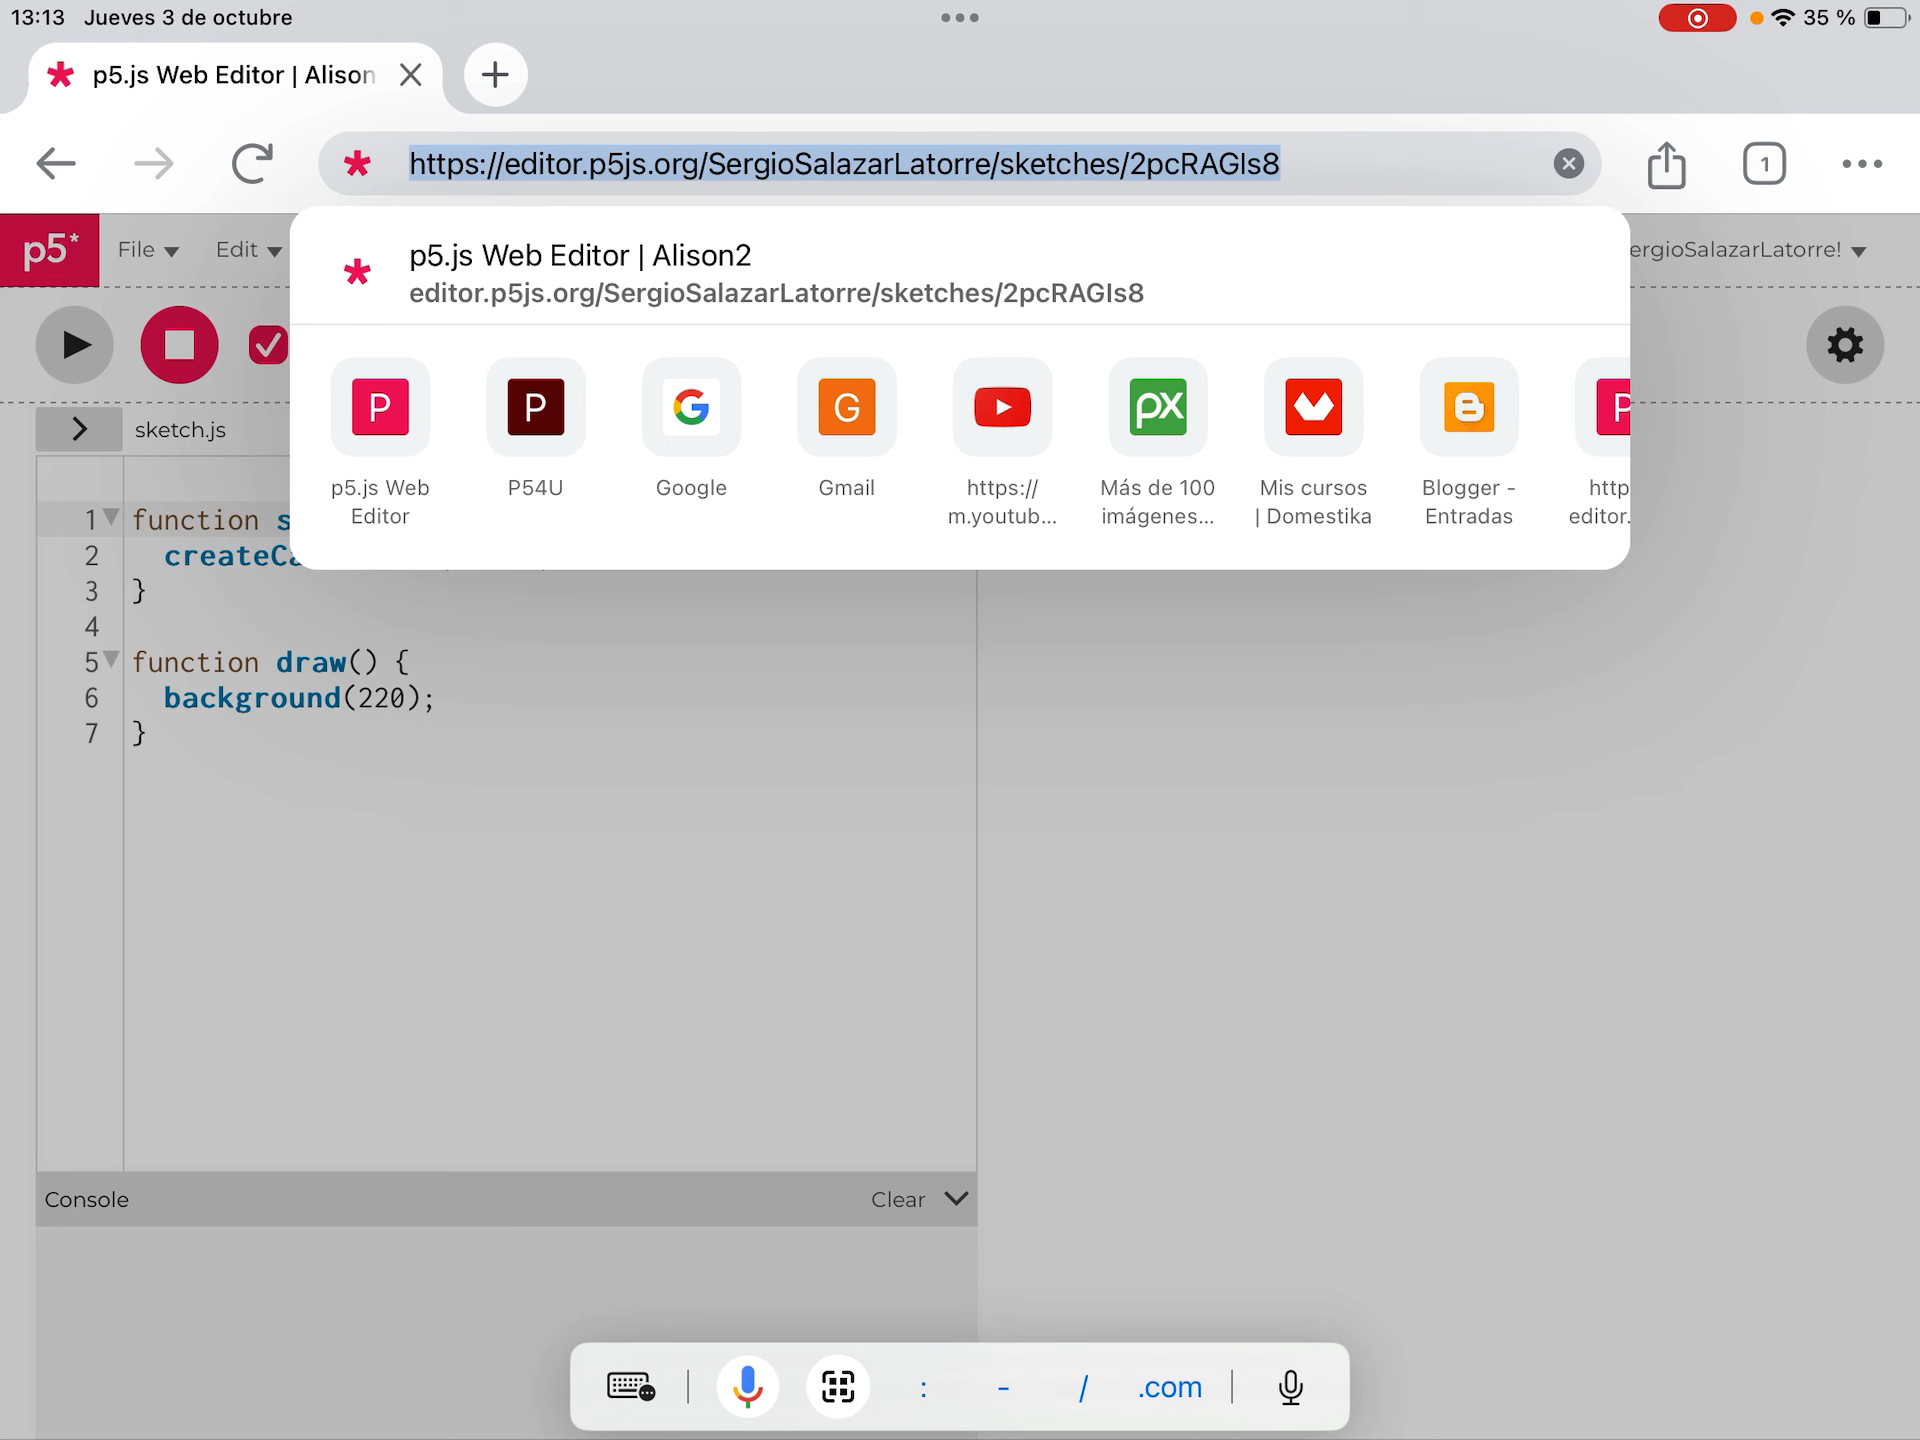 13:13 Jueves 3 de octubre
35 %
p5.js Web Editor | Alison
https://editor.p5js.org/SergioSalazarLatorre/sketches/2pcRAGIs8
1
p5.js Web Editor | Alison2
editor.p5js.org/SergioSalazarLatorre/sketches/2pcRAGIs8
p5* File Edit
ergioSalazarLatorre!
P P G G px P
p5.js Web
Editor
P54U
Google
Gmail
https://
m.youtub...
Más de 100
imágenes...
Mis cursos
| Domestika
Blogger -
Entradas
http
editor.
sketch.js
1 function s
2 createCa
3 }
4
5 function draw() {
6 background(220);
7 }
Console Clear
: - / .com